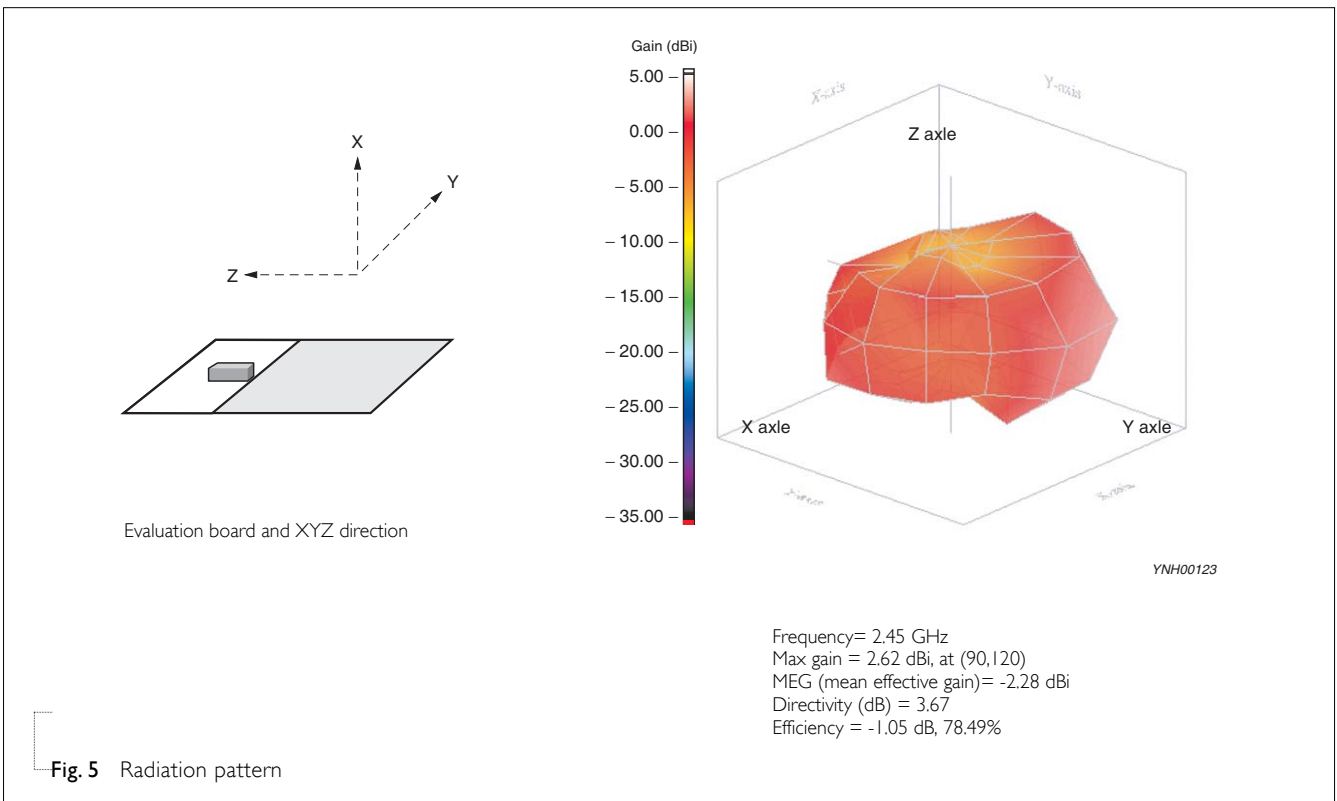 Gain (dBi)
5.00 –
0.00 –
– 5.00 –
– 10.00 –
– 15.00 –
– 20.00 –
– 25.00 –
– 30.00 –
– 35.00 –
X
Y
Z
Evaluation board and XYZ direction
X-axis
Y-axis
Z axle
X axle
Y axle
YNH00123
Frequency= 2.45 GHz
Max gain = 2.62 dBi, at (90,120)
MEG (mean effective gain)= -2.28 dBi
Directivity (dB) = 3.67
Efficiency = -1.05 dB, 78.49%
Fig. 5 Radiation pattern